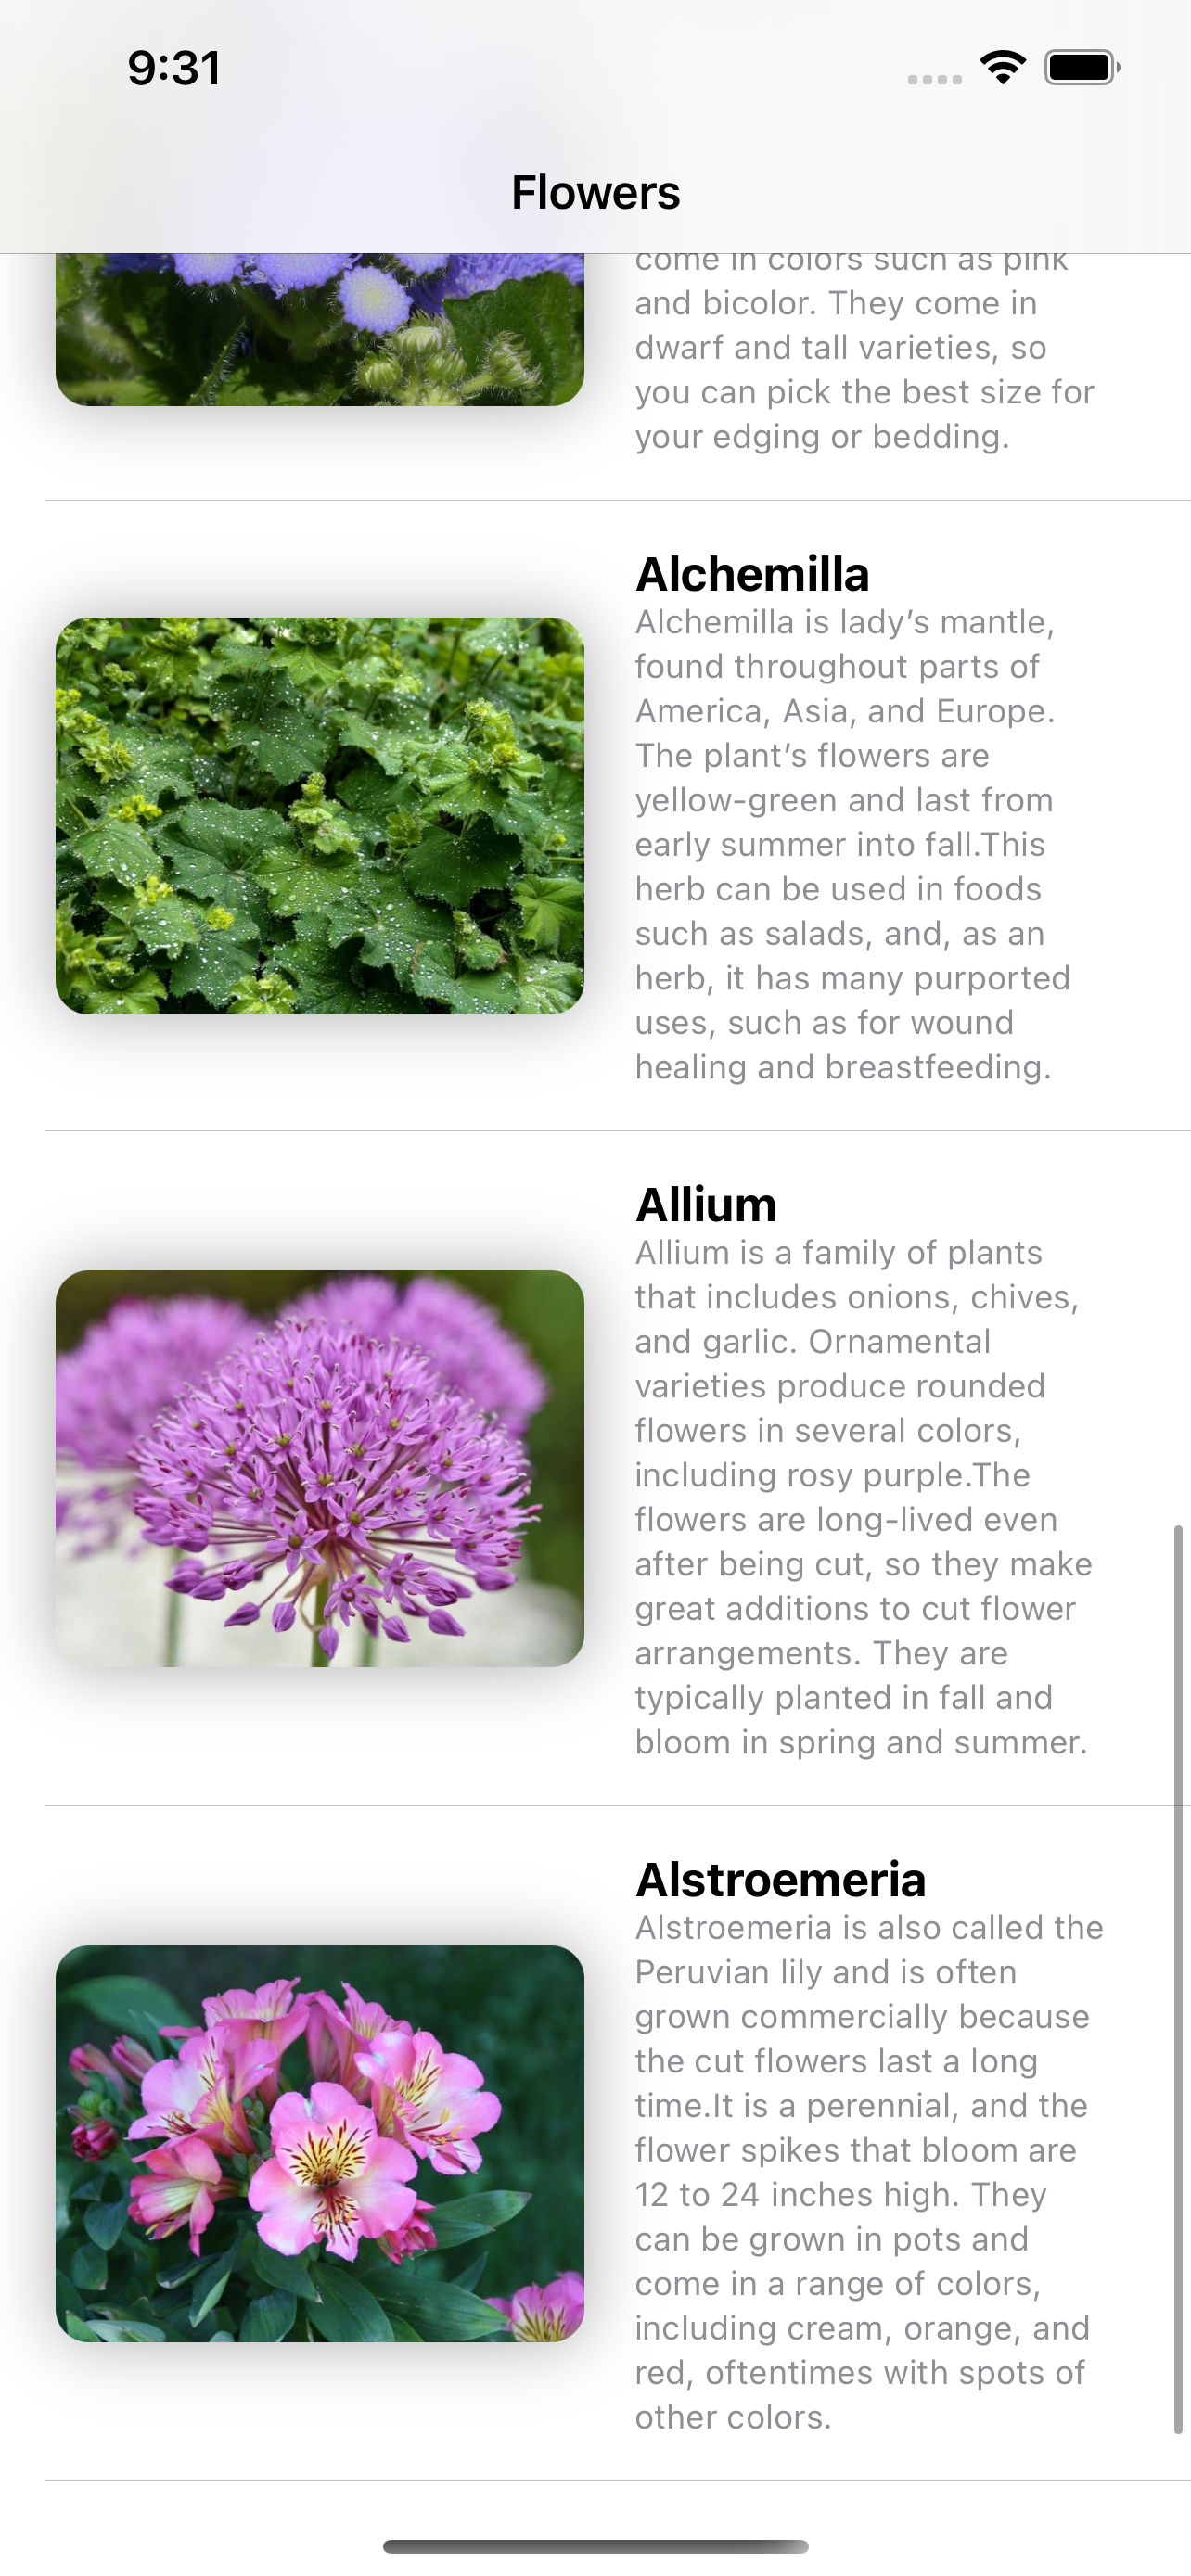 9:31
Flowers
come in colors such as pink
and bicolor. They come in
dwarf and tall varieties, so
you can pick the best size for
your edging or bedding.
Alchemilla
Alchemilla is lady’s mantle,
found throughout parts of
America, Asia, and Europe.
The plant’s flowers are
yellow-green and last from
early summer into fall.This
herb can be used in foods
such as salads, and, as an
herb, it has many purported
uses, such as for wound
healing and breastfeeding.
Allium
Allium is a family of plants
that includes onions, chives,
and garlic. Ornamental
varieties produce rounded
flowers in several colors,
including rosy purple.The
flowers are long-lived even
after being cut, so they make
great additions to cut flower
arrangements. They are
typically planted in fall and
bloom in spring and summer.
Alstroemeria
Alstroemeria is also called the
Peruvian lily and is often
grown commercially because
the cut flowers last a long
time.It is a perennial, and the
flower spikes that bloom are
12 to 24 inches high. They
can be grown in pots and
come in a range of colors,
including cream, orange, and
red, oftentimes with spots of
other colors.